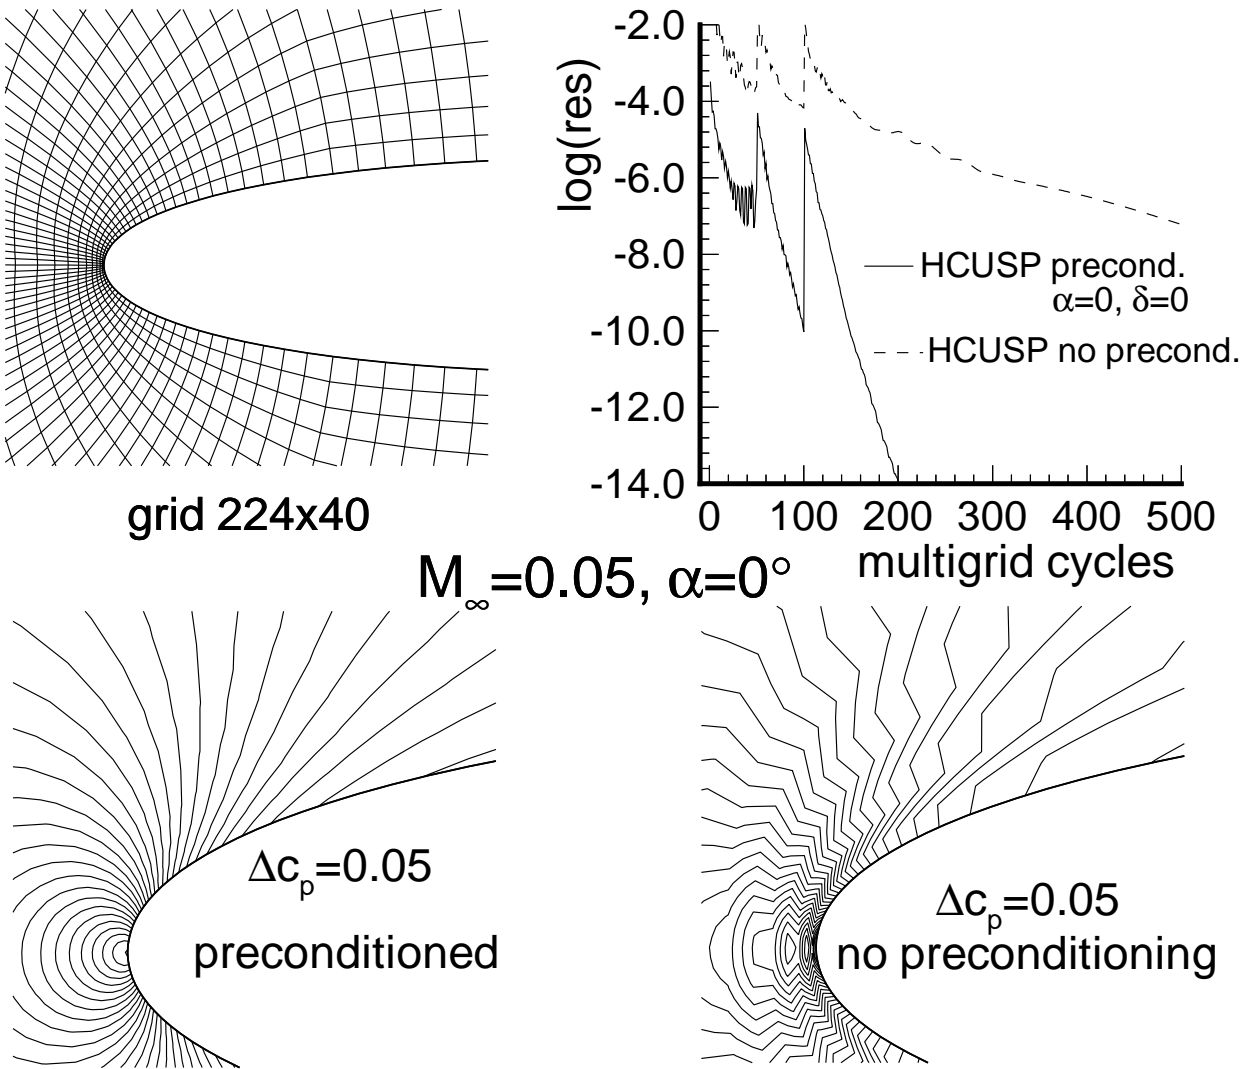 -2.0
-4.0
-6.0
-8.0
-10.0
-12.0
-14.0
log(res)
HCUSP precond.
α=0, δ=0
HCUSP no precond.
0 100 200 300 400 500
multigrid cycles
grid 224x40
M∞=0.05, α=0°
Δcp=0.05
preconditioned
Δcp=0.05
no preconditioning